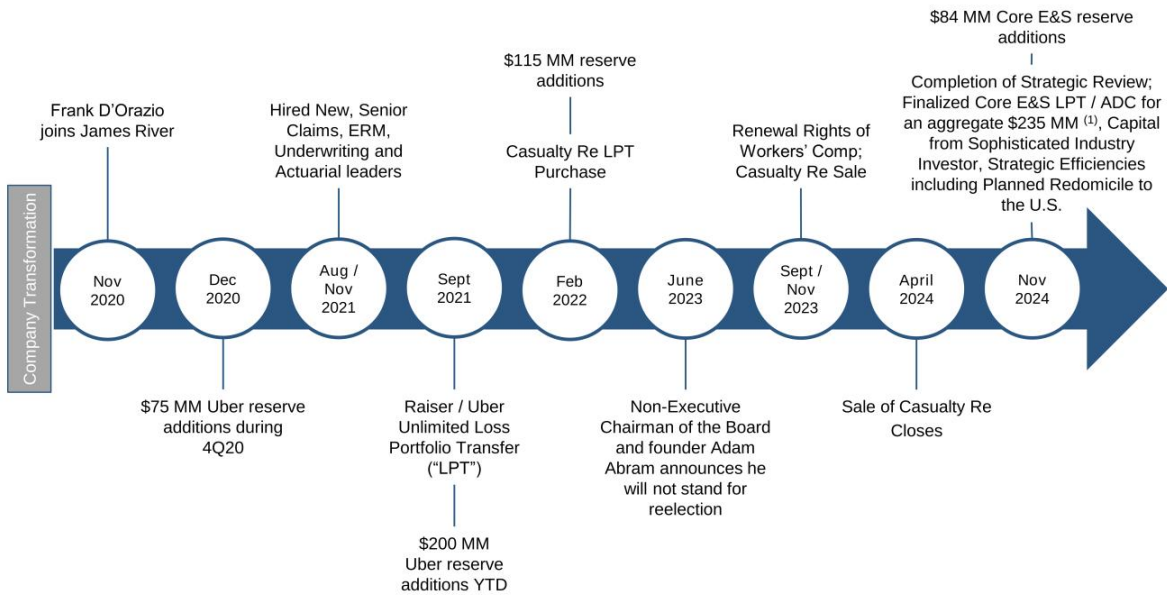 $84 MM Core E&S reserve
additions
$115 MM reserve
additions
Completion of Strategic Review;
Finalized Core E&S LPT / ADC for
an aggregate $235 MM (1), Capital
from Sophisticated Industry
Investor, Strategic Efficiencies
including Planned Redomicile to
the U.S.
Frank D’Orazio
joins James River
Hired New, Senior
Claims, ERM,
Underwriting and
Actuarial leaders
Casualty Re LPT
Purchase
Renewal Rights of
Workers’ Comp;
Casualty Re Sale
Company Transformation
Nov
2020
Dec
2020
Aug /
Nov
2021
Sept
2021
Feb
2022
June
2023
Sept /
Nov
2023
April
2024
Nov
2024
$75 MM Uber reserve
additions during
4Q20
Raiser / Uber
Unlimited Loss
Portfolio Transfer
(“LPT”)
$200 MM
Uber reserve
additions YTD
Non-Executive
Chairman of the Board
and founder Adam
Abram announces he
will not stand for
reelection
Sale of Casualty Re
Closes